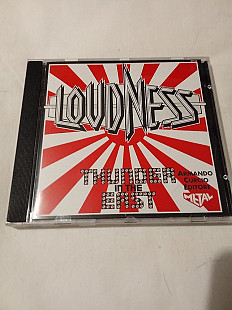 LOUDNESS
THUNDER
IN THE
EAST
ARMANDO
CURCIO
EDITORE
METAL